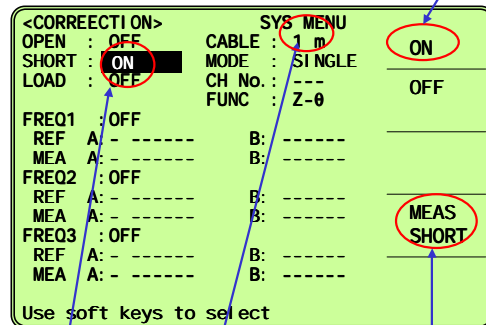 <CORREECTION> SYS MENU
OPEN : OFF CABLE : 1 m ON
SHORT : ON MODE : SINGLE
LOAD : OFF CH No.: --- OFF
FUNC : Z-θ
FREQ1 :OFF
REF A:- ------ B: ------
MEA A:- ------ B: ------
FREQ2 :OFF
REF A:- ------ B: ------
MEA A:- ------ B: ------ MEAS
FREQ3 :OFF SHORT
REF A:- ------ B: ------
MEA A:- ------ B: ------
Use soft keys to select